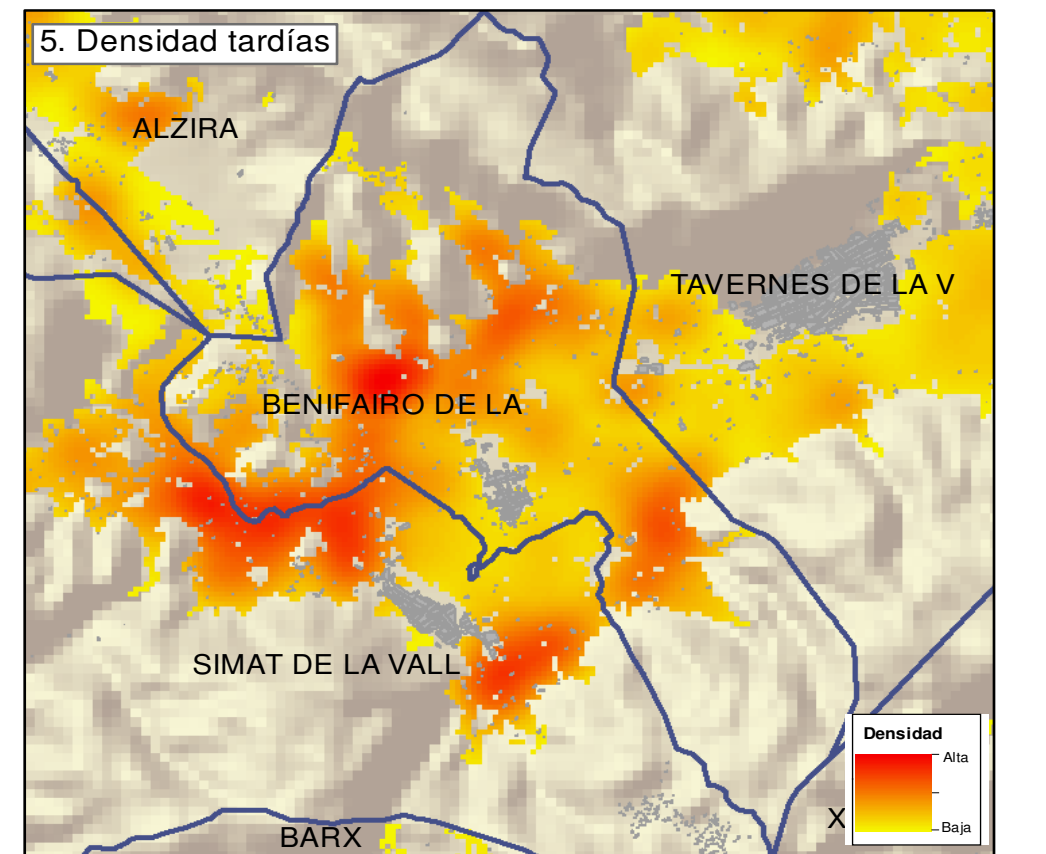 5. Densidad tardías
ALZIRA
TAVERNES DE LA V
BENIFAIRO DE LA
SIMAT DE LA VALL
Densidad
Alta
Baja
X
BARX